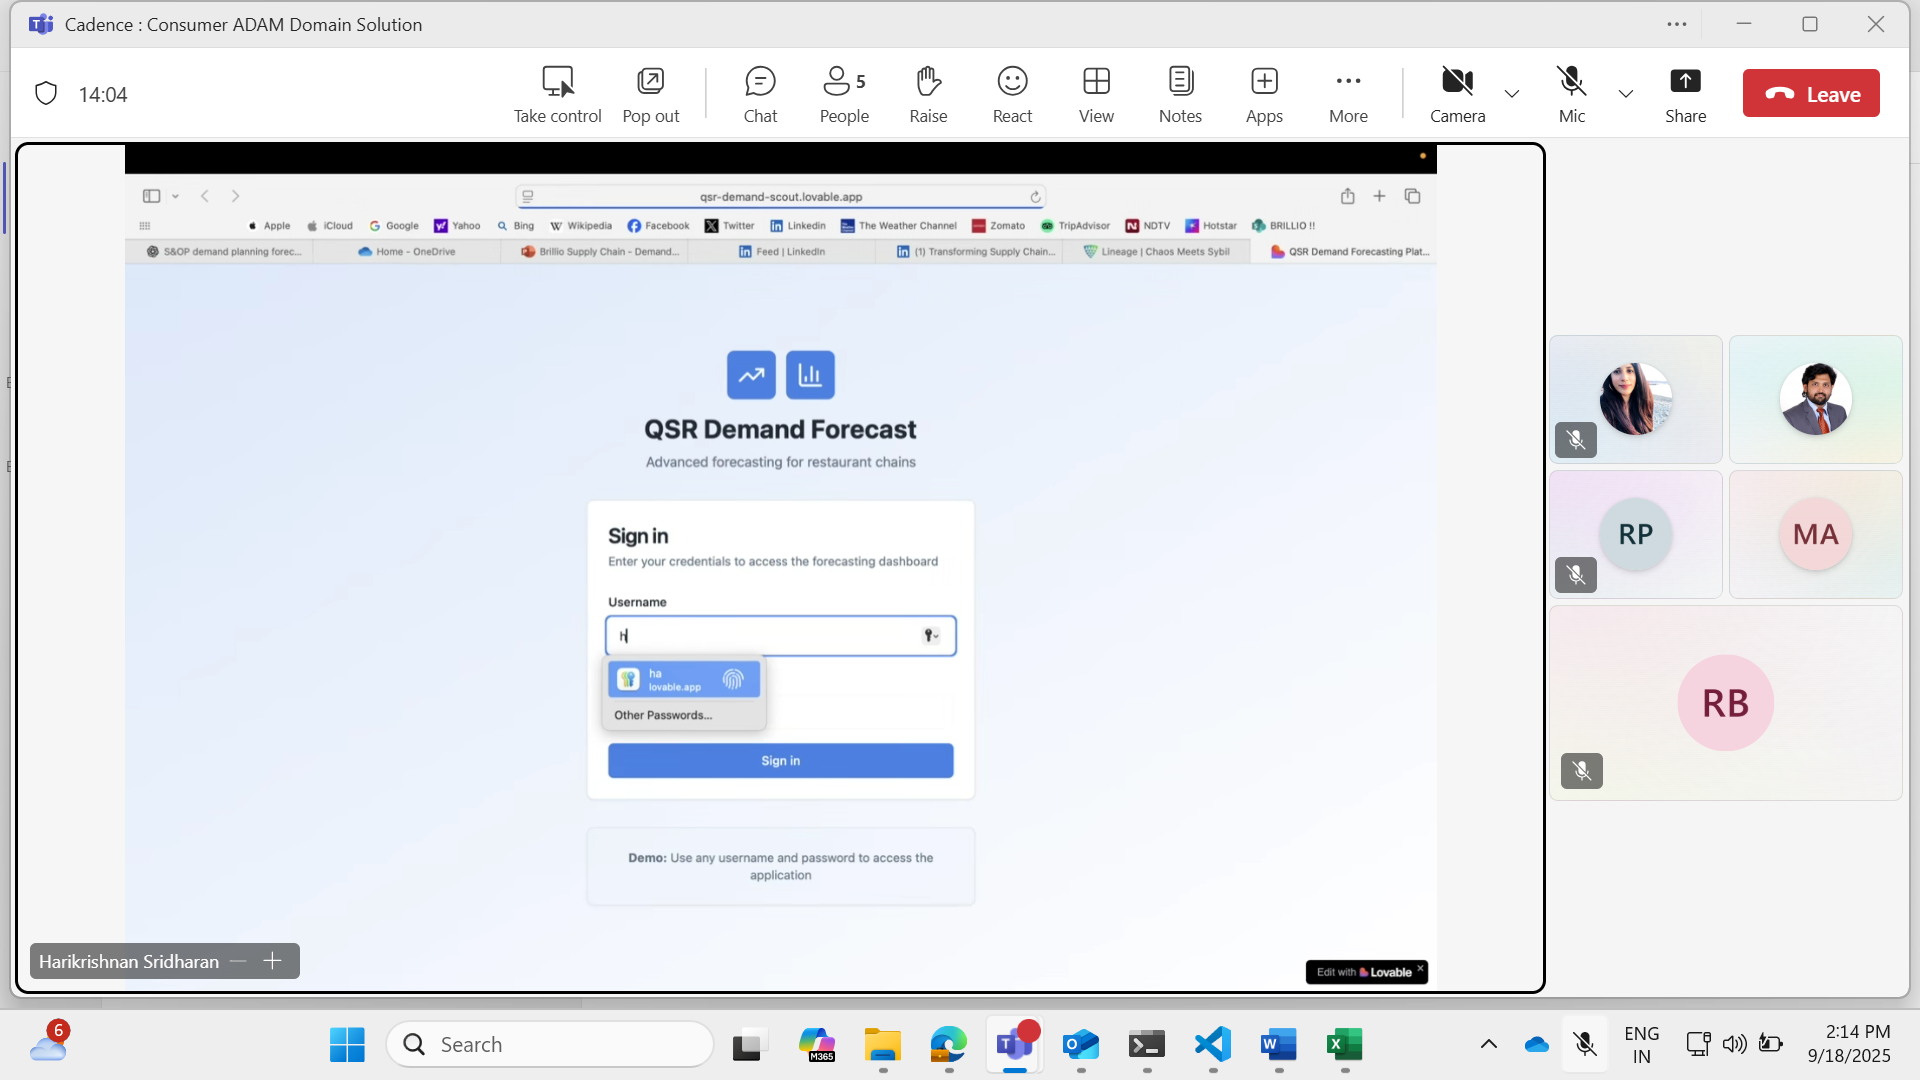 Cadence : Consumer ADAM Domain Solution
14:04
Take control
Pop out
Chat
5
People
Raise
React
View
Notes
Apps
More
Camera
Mic
Share
Leave
qsr-demand-scout.lovable.app
Apple
iCloud
Google
Yahoo
Bing
Wikipedia
Facebook
Twitter
Linkedin
The Weather Channel
Zomato
TripAdvisor
NDTV
Hotstar
BRILLIO !!
S&OP demand planning forec...
Home - OneDrive
Brillio Supply Chain - Demand...
Feed | LinkedIn
(1) Transforming Supply Chain...
Lineage | Chaos Meets Sybil
QSR Demand Forecasting Plat...
QSR Demand Forecast
Advanced forecasting for restaurant chains
Sign in
Enter your credentials to access the forecasting dashboard
Username
h
ha
lovable.app
Other Passwords...
Sign in
Demo: Use any username and password to access the
application
Edit with Lovable
Harikrishnan Sridharan
RP
MA
RB
6
Search
M365
ENG
IN
2:14 PM
9/18/2025